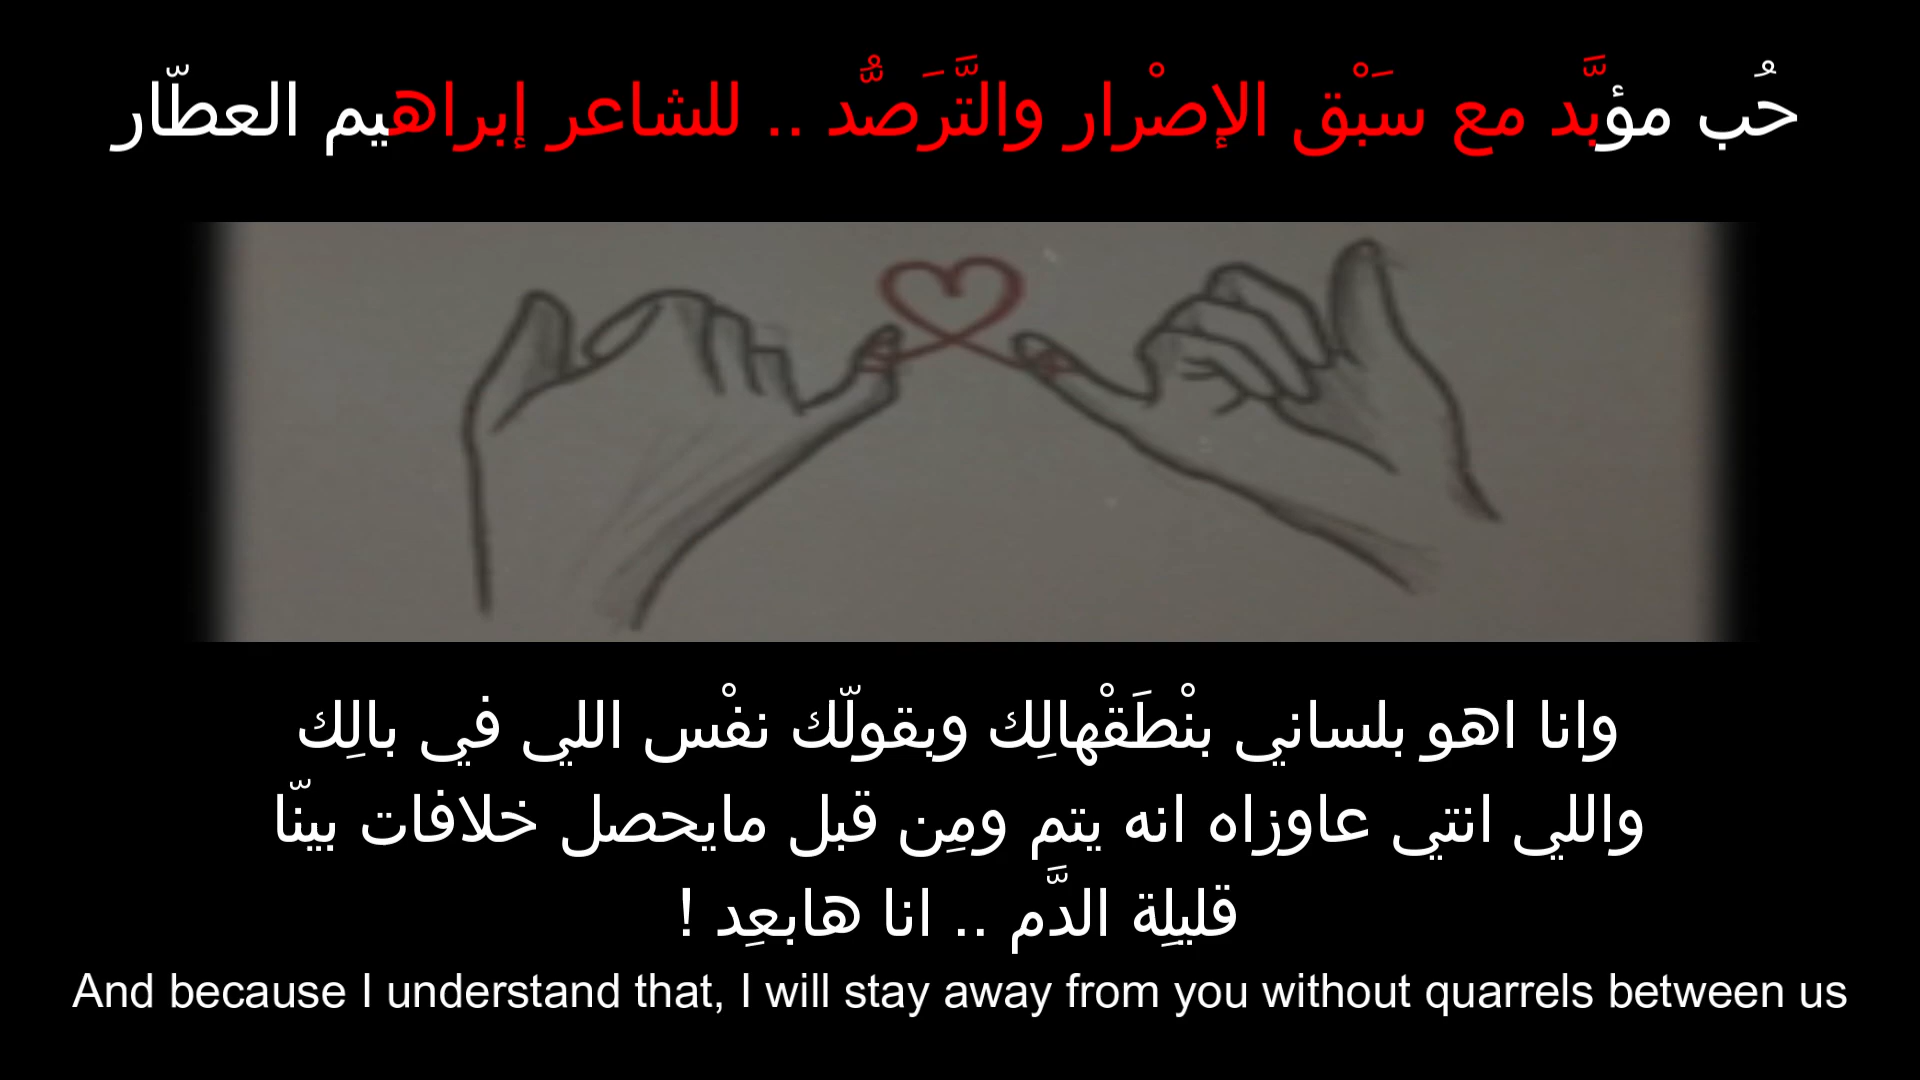 حُب مؤبَّد مع سَبْق الإصْرار والتَّرَصُّد .. للشاعر إبراهيم العطّار
وانا اهو بلساني بنْطَقْهالِك وبقولّك نفْس اللي في بالِك
واللي انتي عاوزاه انه يتم ومِن قبل مايحصل خلافات بينّا
قليلِة الدَّم .. انا هابعِد !
And because I understand that, I will stay away from you without quarrels between us